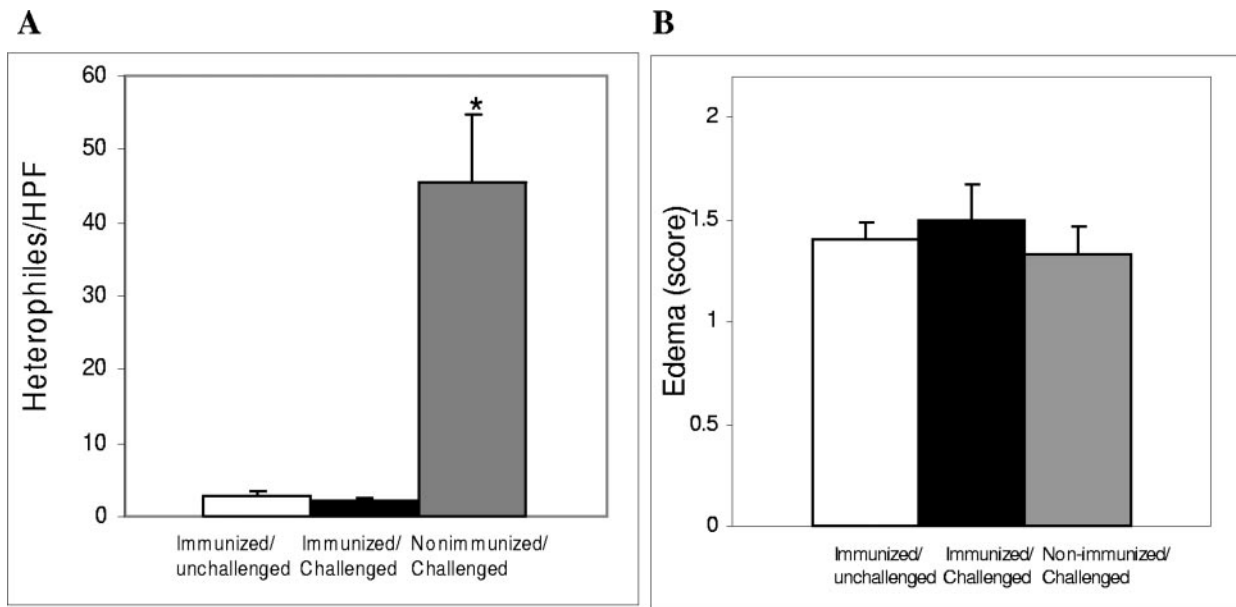 A
Heterophiles/HPF
60
50
40
30
20
10
0
*
Immunized/
unchallenged
Immunized/
Challenged
Nonimmunized/
Challenged
B
Edema (score)
2
1.5
1
0.5
0
Immunized/
unchallenged
Immunized/
Challenged
Non-immunized/
Challenged